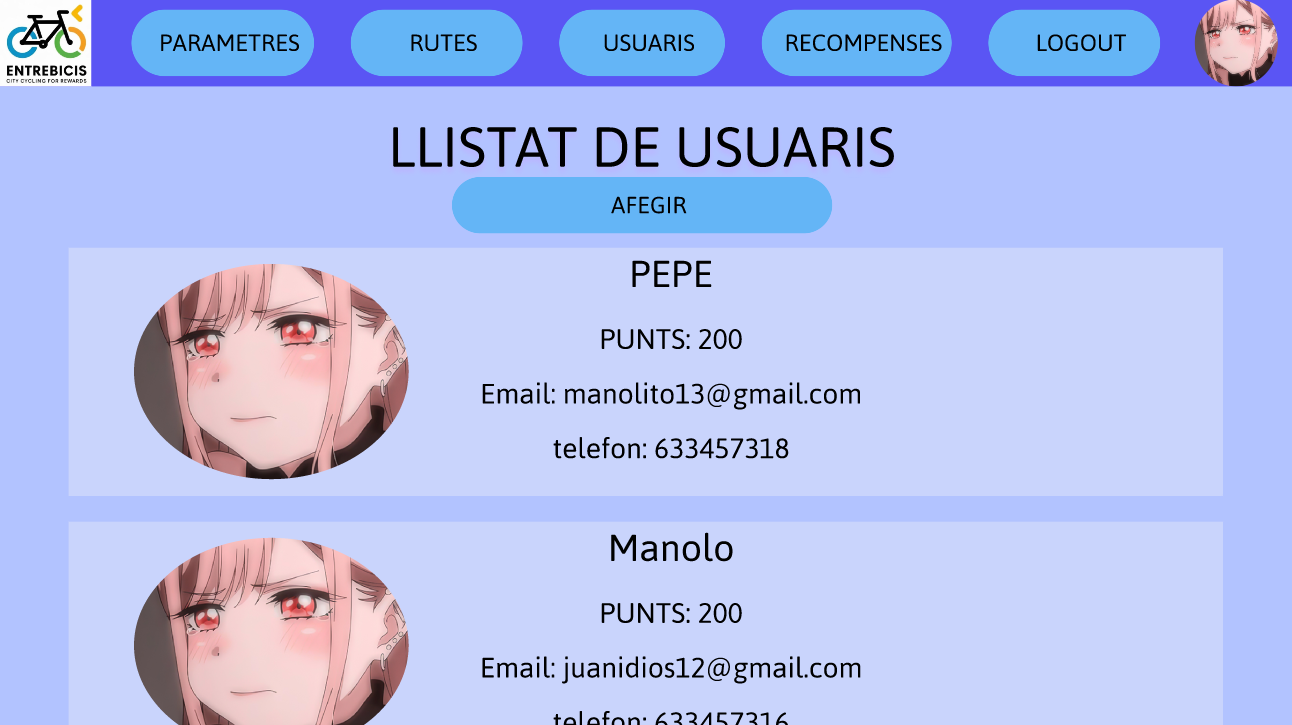 ENTREBICIS
CITY CYCLING FOR REWARDS
PARAMETRES
RUTES
USUARIS
RECOMPENSES
LOGOUT
LLISTAT DE USUARIS
AFEGIR
PEPE
PUNTS: 200
Email: manolito13@gmail.com
telefon: 633457318
Manolo
PUNTS: 200
Email: juanidios12@gmail.com
telefon: 633457316